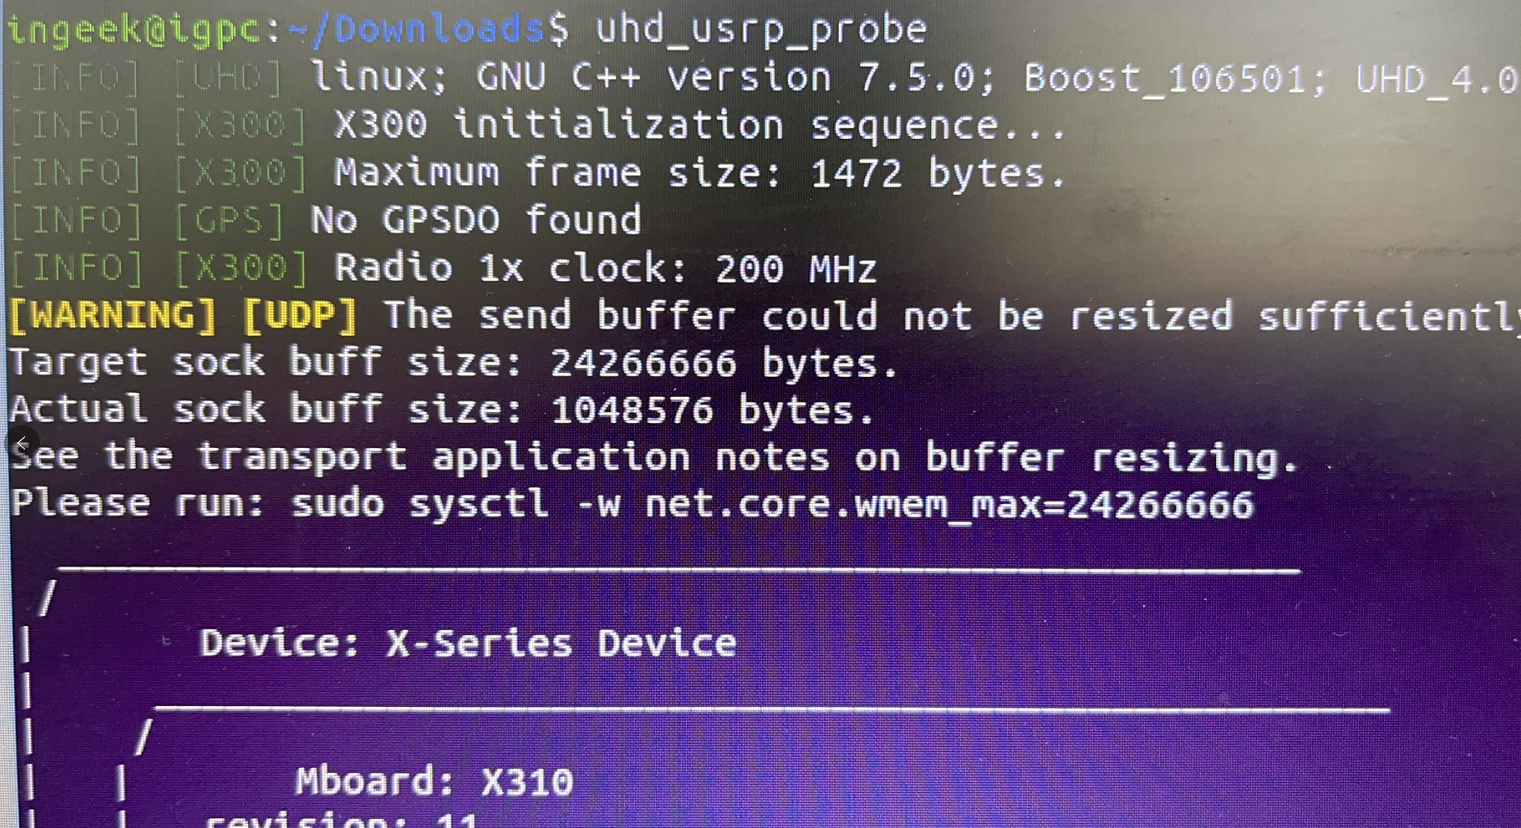 ingeek@igpc:~/Downloads$ uhd_usrp_probe
[INFO] [UHD] linux; GNU C++ version 7.5.0; Boost_106501; UHD_4.0
[INFO] [X300] X300 initialization sequence...
[INFO] [X300] Maximum frame size: 1472 bytes.
[INFO] [GPS] No GPSDO found
[INFO] [X300] Radio 1x clock: 200 MHz
[WARNING] [UDP] The send buffer could not be resized sufficiently
Target sock buff size: 24266666 bytes.
Actual sock buff size: 1048576 bytes.
See the transport application notes on buffer resizing.
Please run: sudo sysctl -w net.core.wmem_max=24266666
Device: X-Series Device
Mboard: X310
revision: 11